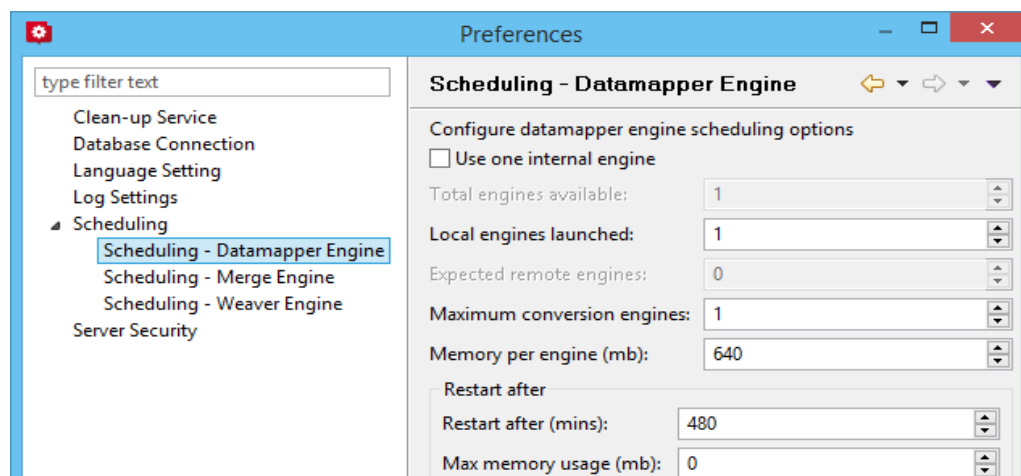 Preferences
type filter text
Clean-up Service
Database Connection
Language Setting
Log Settings
Scheduling
Scheduling - Datamapper Engine
Scheduling - Merge Engine
Scheduling - Weaver Engine
Server Security
Scheduling - Datamapper Engine
Configure datamapper engine scheduling options
Use one internal engine
Total engines available: 1
Local engines launched: 1
Expected remote engines: 0
Maximum conversion engines: 1
Memory per engine (mb): 640
Restart after
Restart after (mins): 480
Max memory usage (mb): 0